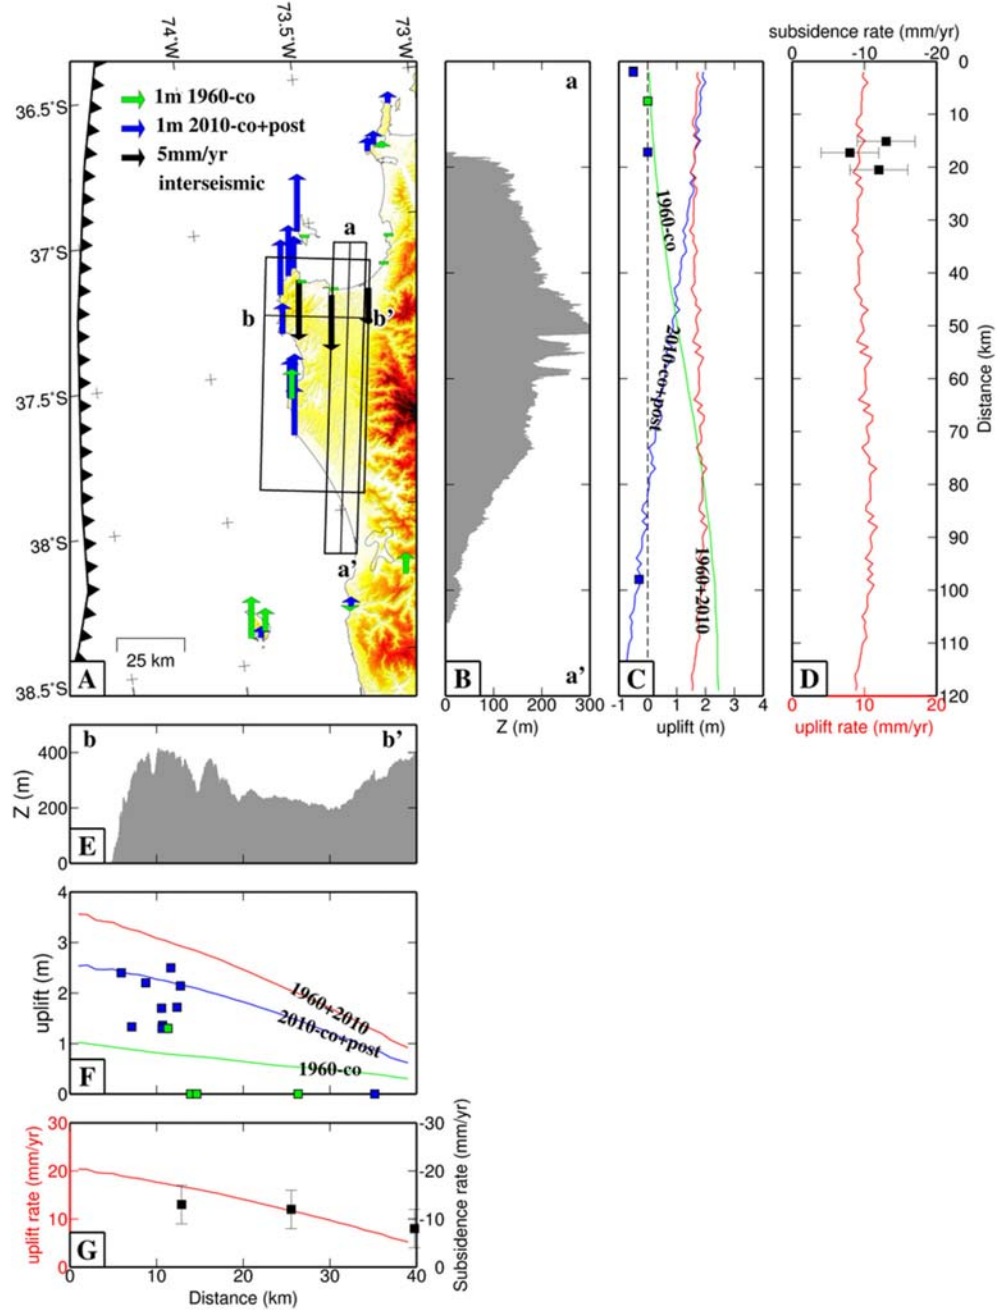 74°W
73.5°W
73°W
36.5°S
37°S
37.5°S
38°S
38.5°S
1m 1960-co
1m 2010-co+post
5mm/yr
interseismic
a
b
b'
a'
25 km
A
a
a'
B
0
100
200
300
Z (m)
1960-co
2010-co+post
1960+2010
C
-1
0
1
2
3
4
uplift (m)
subsidence rate (mm/yr)
0
-10
-20
D
0
10
20
uplift rate (mm/yr)
0
10
20
30
40
50
60
70
80
90
100
110
120
Distance (km)
b
b'
400
200
0
Z (m)
E
4
3
2
1
0
uplift (m)
1960+2010
2010-co+post
1960-co
F
30
20
10
0
uplift rate (mm/yr)
-30
-20
-10
0
Subsidence rate (mm/yr)
G
0
10
20
30
40
Distance (km)